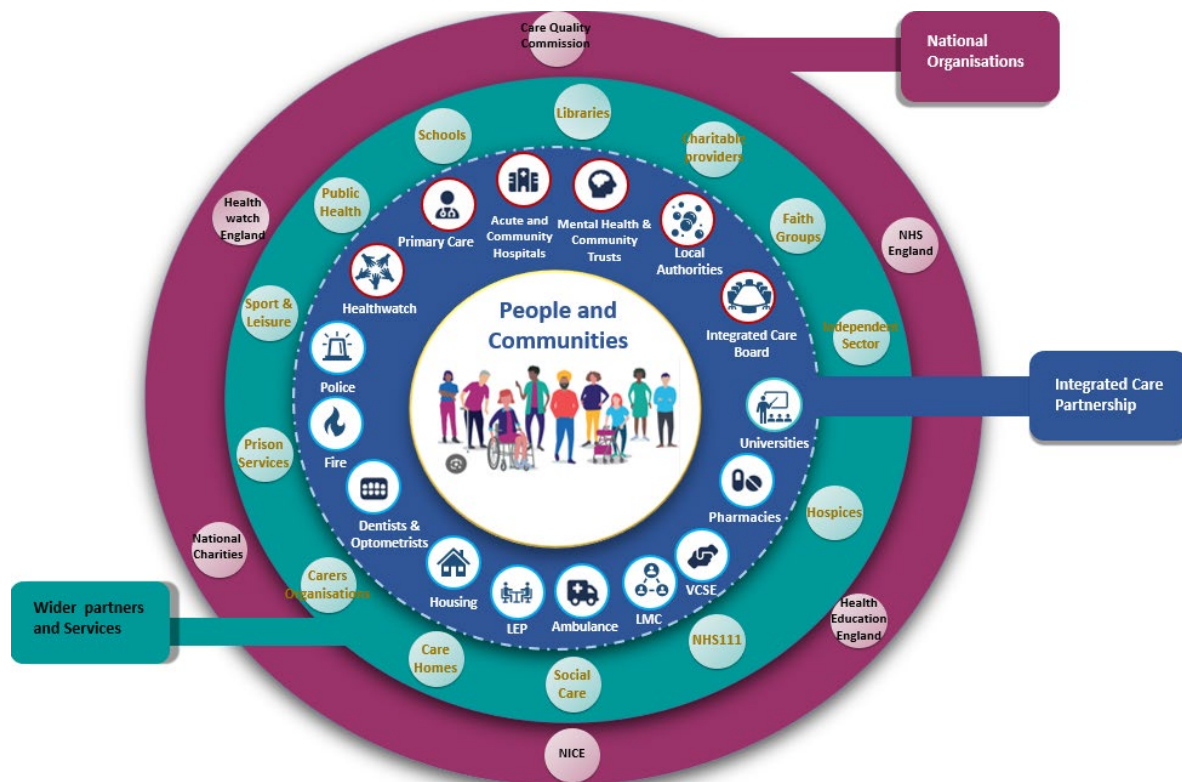 Care Quality
Commission
National
Organisations
Libraries
Schools
Charitable
providers
Public
Health
Health
watch
England
Faith
Groups
NHS
England
Primary Care
Acute and
Community
Hospitals
Mental Health &
Community
Trusts
Local
Authorities
Healthwatch
Integrated Care
Board
Sport &
Leisure
Independent
Sector
People and
Communities
Police
Integrated Care
Partnership
Universities
Prison
Services
Fire
Pharmacies
Hospices
Dentists &
Optometrists
National
Charities
Carers
Organisations
Housing
LEP
Ambulance
LMC
VCSE
Wider partners
and Services
Health
Education
England
NHS111
Care
Homes
Social
Care
NICE